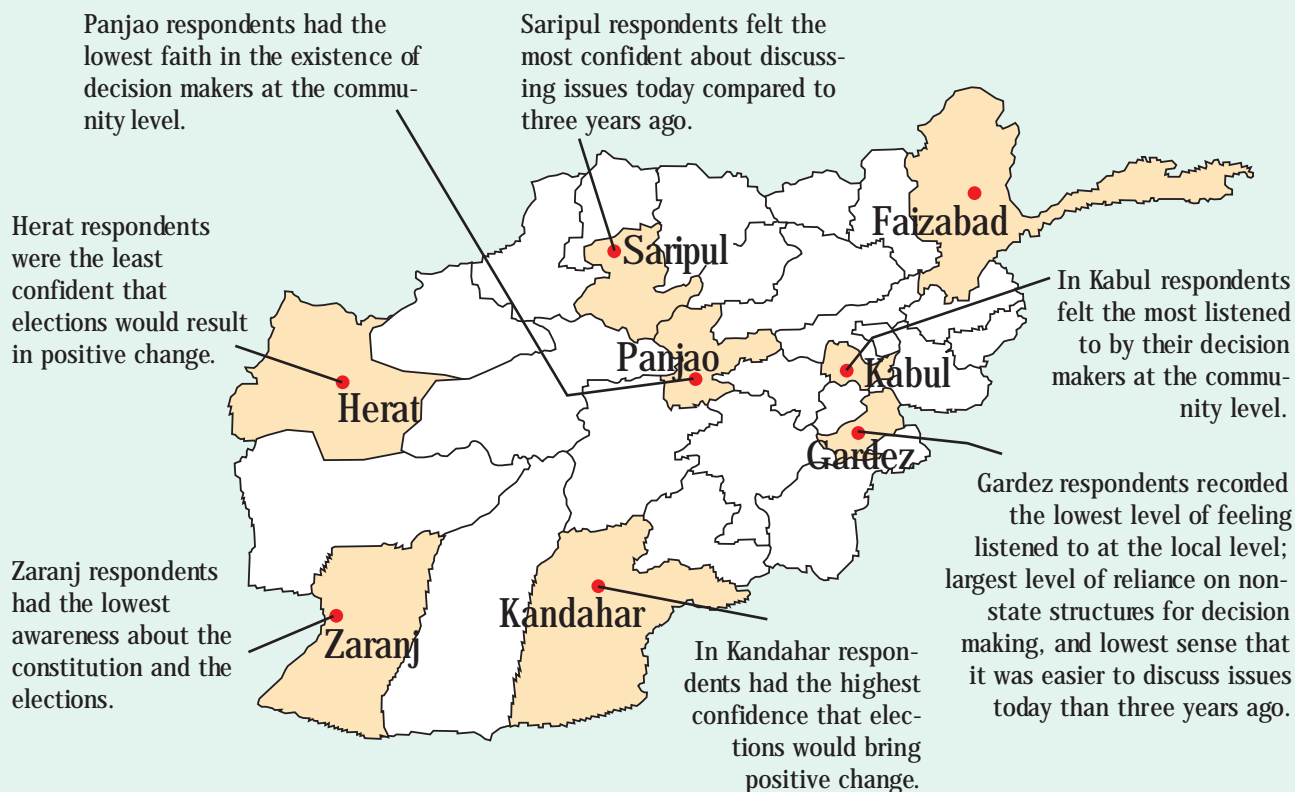 Panjao respondents had the
lowest faith in the existence of
decision makers at the commu-
nity level.
Saripul respondents felt the
most confident about discuss-
ing issues today compared to
three years ago.
Herat respondents
were the least
confident that
elections would result
in positive change.
Faizabad
Saripul
In Kabul respondents
felt the most listened
to by their decision
makers at the commu-
nity level.
Panjao
Kabul
Herat
Gardez
Gardez respondents recorded
the lowest level of feeling
listened to at the local level;
largest level of reliance on non-
state structures for decision
making, and lowest sense that
it was easier to discuss issues
today than three years ago.
Zaranj respondents
had the lowest
awareness about the
constitution and the
elections.
Zaranj
Kandahar
In Kandahar respon-
dents had the highest
confidence that elec-
tions would bring
positive change.